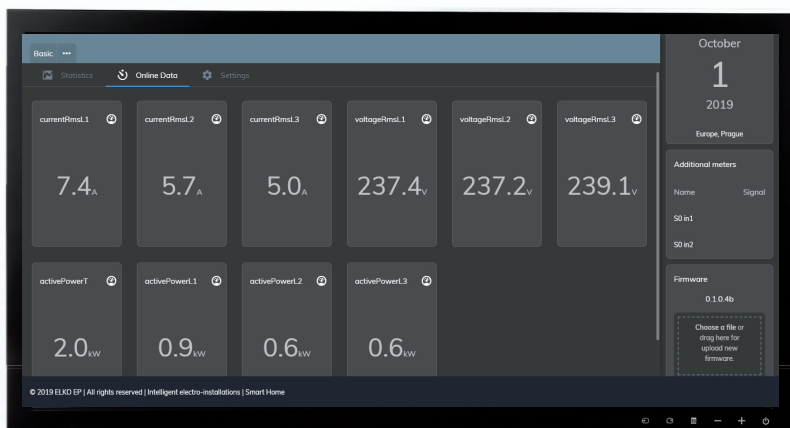 Basic •••
Statistics Online Data Settings
currentRmsL1 currentRmsL2 currentRmsL3 voltageRmsL1 voltageRmsL2 voltageRmsL3
7.4A 5.7A 5.0A 237.4V 237.2V 239.1V
activePowerT activePowerL1 activePowerL2 activePowerL3
2.0kW 0.9kW 0.6kW 0.6kW
October
1
2019
Europe, Prague
Additional meters
Name Signal
S0 in1
S0 in2
Firmware
0.1.0.4b
Choose a file or
drag here for
upload new
firmware.
© 2019 ELKO EP | All rights reserved | Intelligent electro-installations | Smart Home